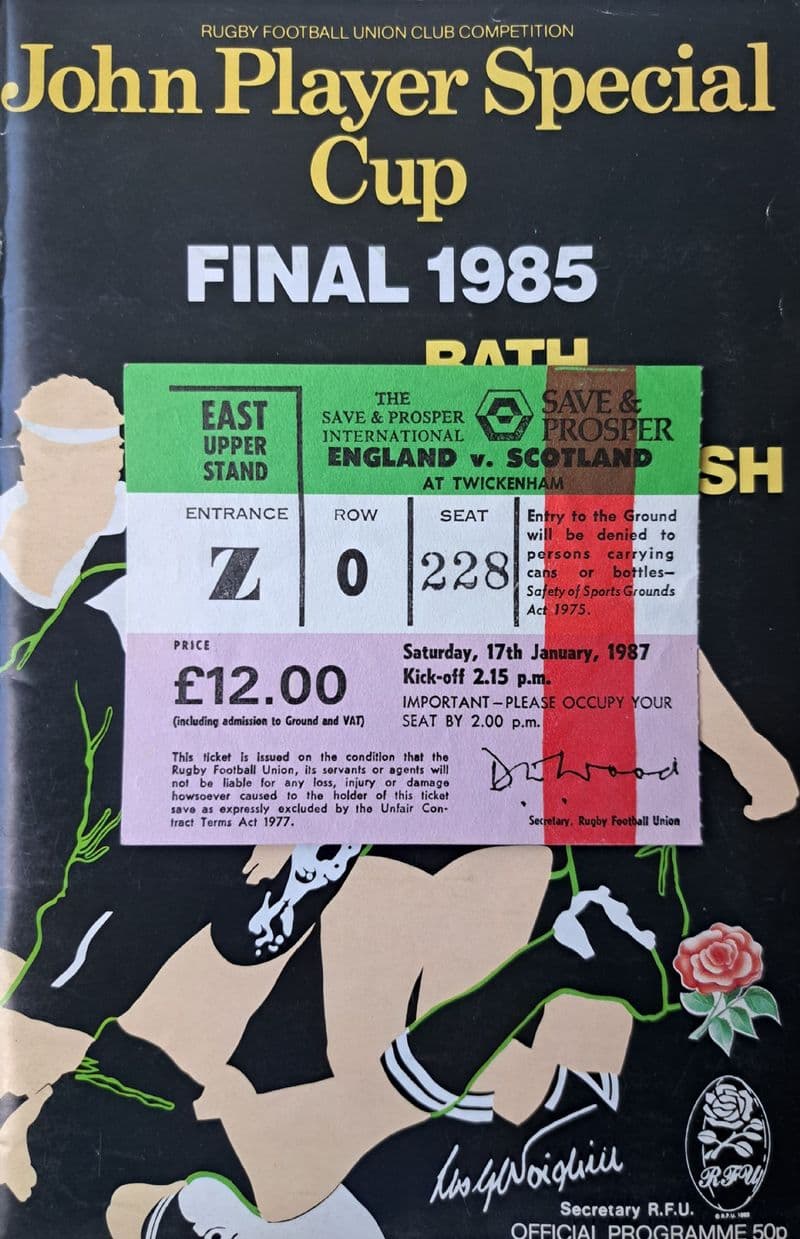 RUGBY FOOTBALL UNION CLUB COMPETITION
John Player Special
Cup
FINAL 1985
BATH
SH
EAST
UPPER
STAND
THE
SAVE & PROSPER
INTERNATIONAL
SAVE &
PROSPER
ENGLAND v. SCOTLAND
AT TWICKENHAM
ENTRANCE
Z
ROW
O
SEAT
228
Entry to the Ground
will be denied to
persons carrying
cans or bottles—
Safety of Sports Grounds
Act 1975.
PRICE
£12.00
(including admission to Ground and VAT)
Saturday, 17th January, 1987
Kick-off 2.15 p.m.
IMPORTANT—PLEASE OCCUPY YOUR
SEAT BY 2.00 p.m.
This ticket is issued on the condition that the
Rugby Football Union, its servants or agents will
not be liable for any loss, injury or damage
howsoever caused to the holder of this ticket
save as expressly excluded by the Unfair Con-
tract Terms Act 1977.
Secretary, Rugby Football Union
RFU
Secretary R.F.U.
OFFICIAL PROGRAMME 50p